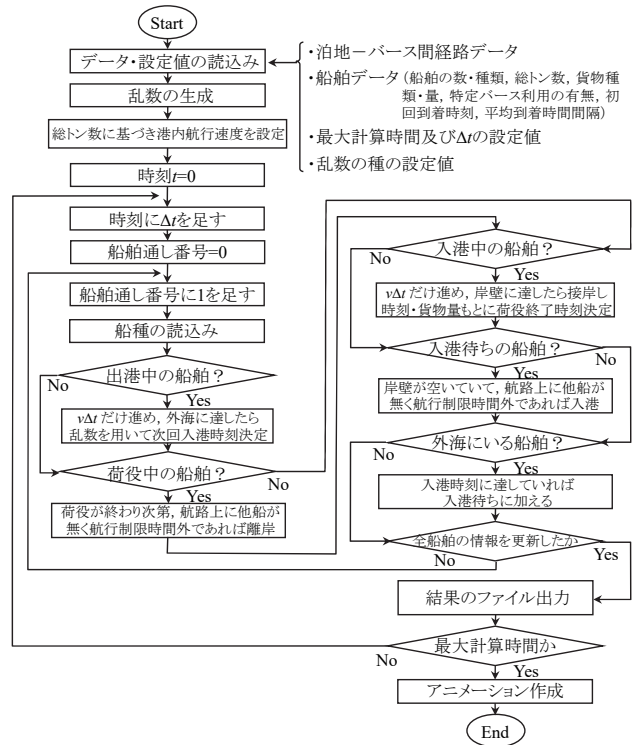 Start
データ・設定値の読込み
・泊地－バース間経路データ
・船舶データ（船舶の数・種類, 総トン数, 貨物種
類・量, 特定バース利用の有無, 初
回到着時刻, 平均到着時間間隔）
・最大計算時間及びΔtの設定値
・乱数の種の設定値
乱数の生成
総トン数に基づき港内航行速度を設定
時刻t=0
時刻にΔtを足す
船舶通し番号=0
船舶通し番号に1を足す
船種の読込み
出港中の船舶？
No
Yes
vΔtだけ進め, 外海に達したら
乱数を用いて次回入港時刻決定
荷役中の船舶？
No
Yes
荷役が終わり次第, 航路上に他船が
無く航行制限時間外であれば離岸
入港中の船舶？
No
Yes
vΔtだけ進め, 岸壁に達したら接岸し
時刻・貨物量もとに荷役終了時刻決定
入港待ちの船舶？
No
Yes
岸壁が空いていて, 航路上に他船が
無く航行制限時間外であれば入港
外海にいる船舶？
No
Yes
入港時刻に達していれば
入港待ちに加える
全船舶の情報を更新したか
No
Yes
結果のファイル出力
最大計算時間か
No
Yes
アニメーション作成
End